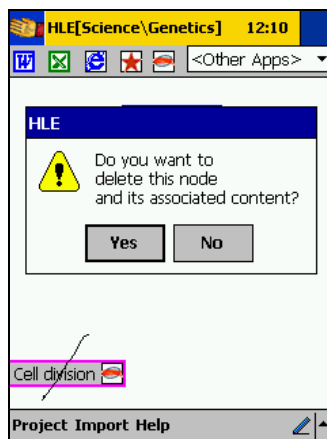 HLE[Science\Genetics] 12:10
<Other Apps>
HLE
Do you want to
delete this node
and its associated content?
Yes No
Cell division
Project Import Help